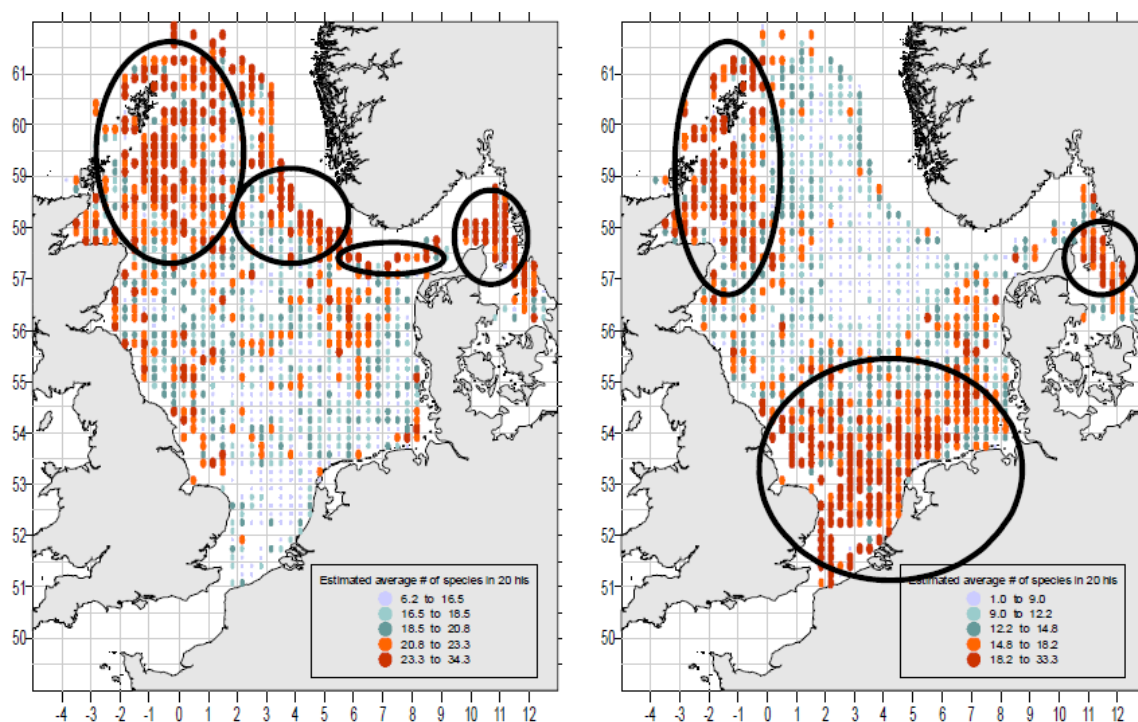 61
60
59
58
57
56
55
54
53
52
51
50
Estimated average # of species in 20 hls
6.2 to 16.5
16.5 to 18.5
18.5 to 20.8
20.8 to 23.3
23.3 to 34.3
-4 -3 -2 -1 0 1 2 3 4 5 6 7 8 9 10 11 12
61
60
59
58
57
56
55
54
53
52
51
50
Estimated average # of species in 20 hls
1.0 to 9.0
9.0 to 12.2
12.2 to 14.8
14.8 to 18.2
18.2 to 33.3
-4 -3 -2 -1 0 1 2 3 4 5 6 7 8 9 10 11 12